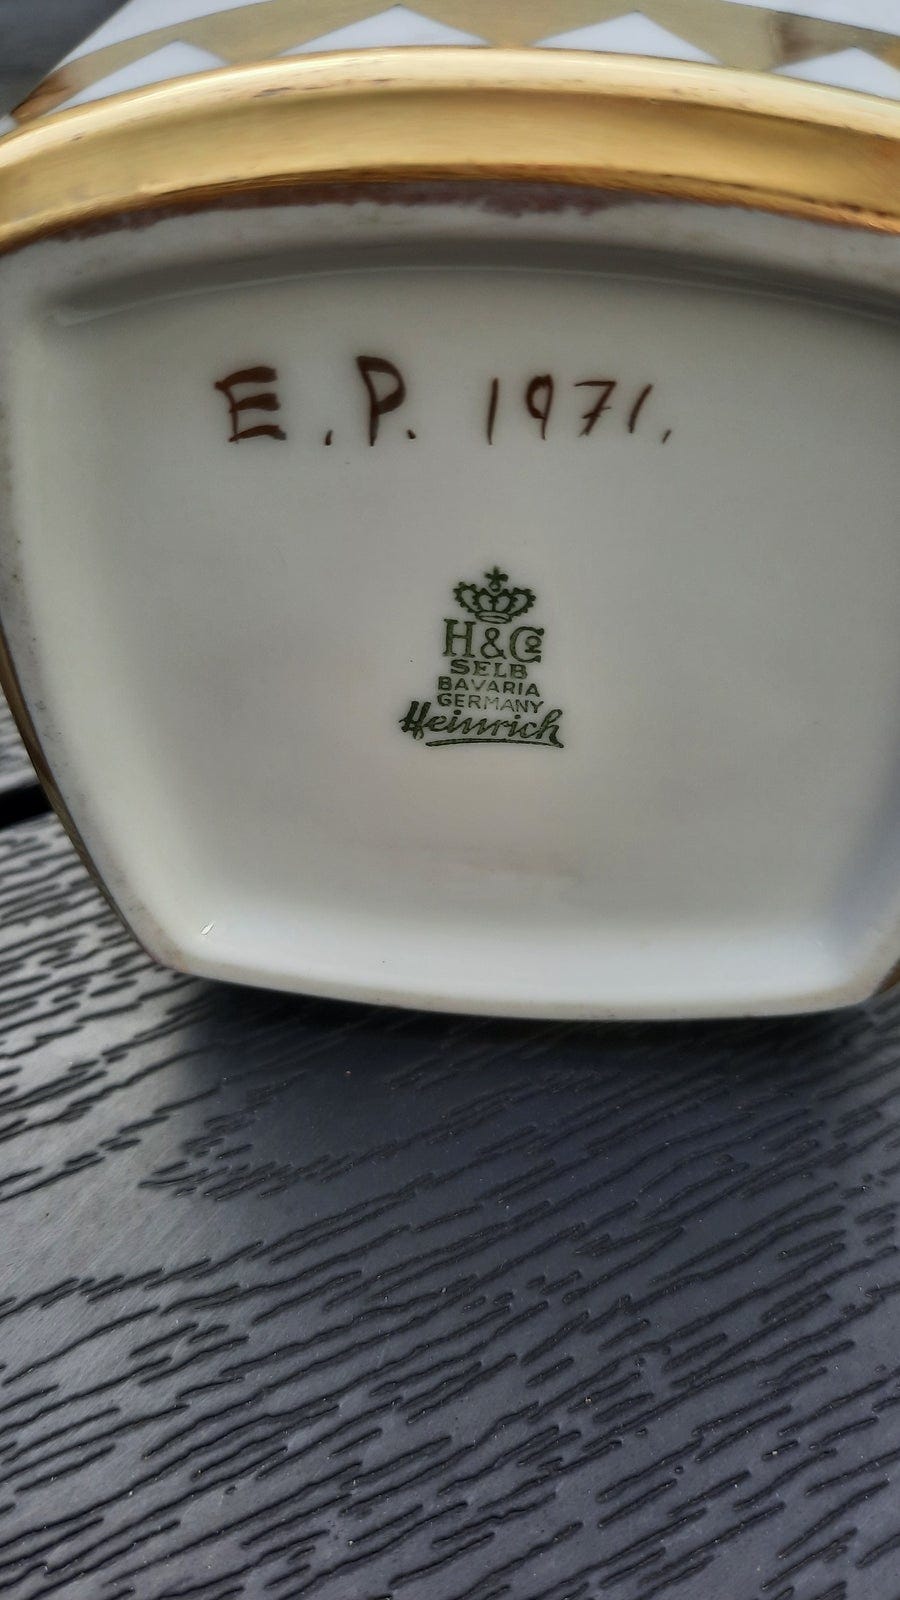 E.P. 1971.
H&Co
SELB
BAVARIA
GERMANY
Heinrich